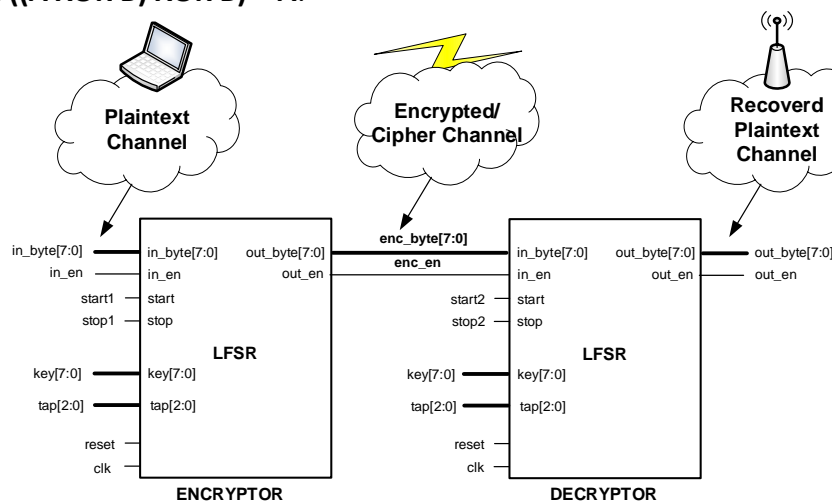 Plaintext
Channel
Encrypted/
Cipher Channel
Recoverd
Plaintext
Channel
in_byte[7:0] in_byte[7:0] out_byte[7:0] enc_byte[7:0] in_byte[7:0] out_byte[7:0] out_byte[7:0]
in_en in_en out_en enc_en in_en out_en out_en
start1 start start2 start
stop1 stop stop2 stop
LFSR LFSR
key[7:0] key[7:0] key[7:0] key[7:0]
tap[2:0] tap[2:0] tap[2:0] tap[2:0]
reset reset
clk clk
ENCRYPTOR DECRYPTOR